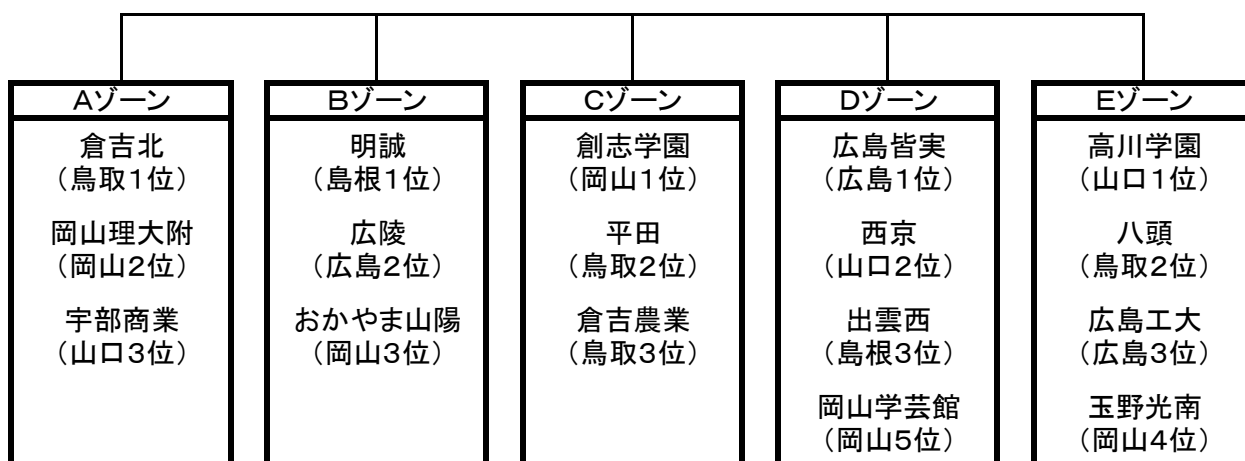 Aゾーン
倉吉北
（鳥取1位）
岡山理大附
（岡山2位）
宇部商業
（山口3位）
Bゾーン
明誠
（島根1位）
広陵
（広島2位）
おかやま山陽
（岡山3位）
Cゾーン
創志学園
（岡山1位）
平田
（鳥取2位）
倉吉農業
（鳥取3位）
Dゾーン
広島皆実
（広島1位）
西京
（山口2位）
出雲西
（島根3位）
岡山学芸館
（岡山5位）
Eゾーン
高川学園
（山口1位）
八頭
（鳥取2位）
広島工大
（広島3位）
玉野光南
（岡山4位）